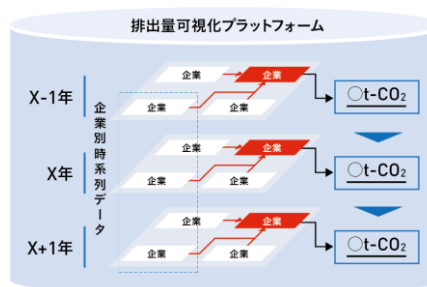 排出量可視化プラットフォーム
企業 企業
X-1年
企業 企業
○t-CO₂
企業別時系列データ
企業 企業
X年
企業 企業
○t-CO₂
企業 企業
X+1年
企業 企業
○t-CO₂